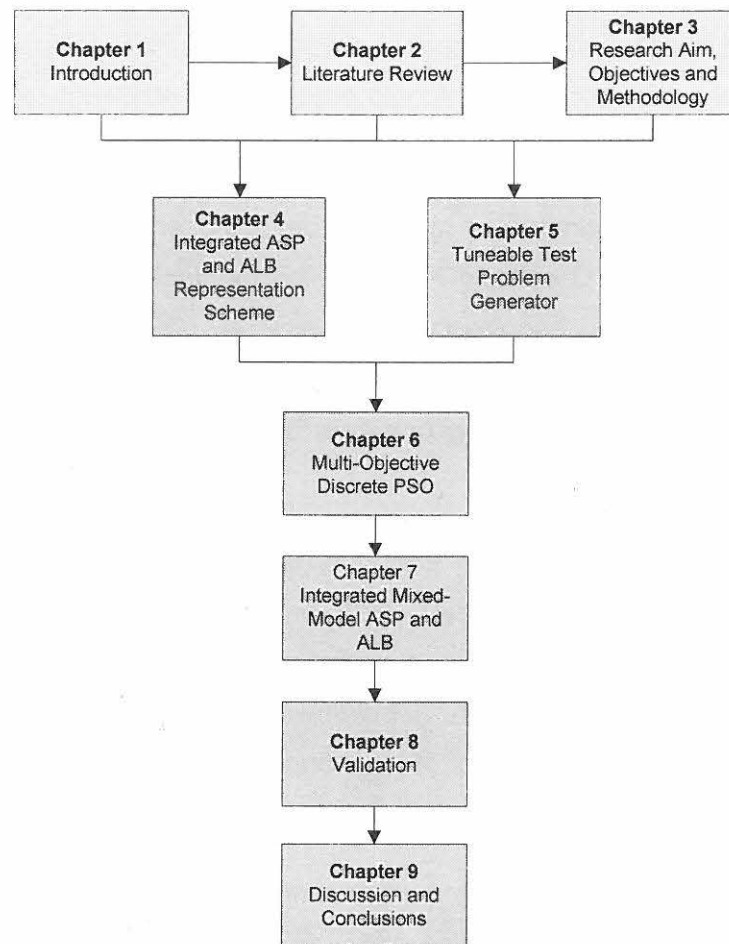 Chapter 1
Introduction
Chapter 2
Literature Review
Chapter 3
Research Aim,
Objectives and
Methodology
Chapter 4
Integrated ASP
and ALB
Representation
Scheme
Chapter 5
Tuneable Test
Problem
Generator
Chapter 6
Multi-Objective
Discrete PSO
Chapter 7
Integrated Mixed-
Model ASP and
ALB
Chapter 8
Validation
Chapter 9
Discussion and
Conclusions